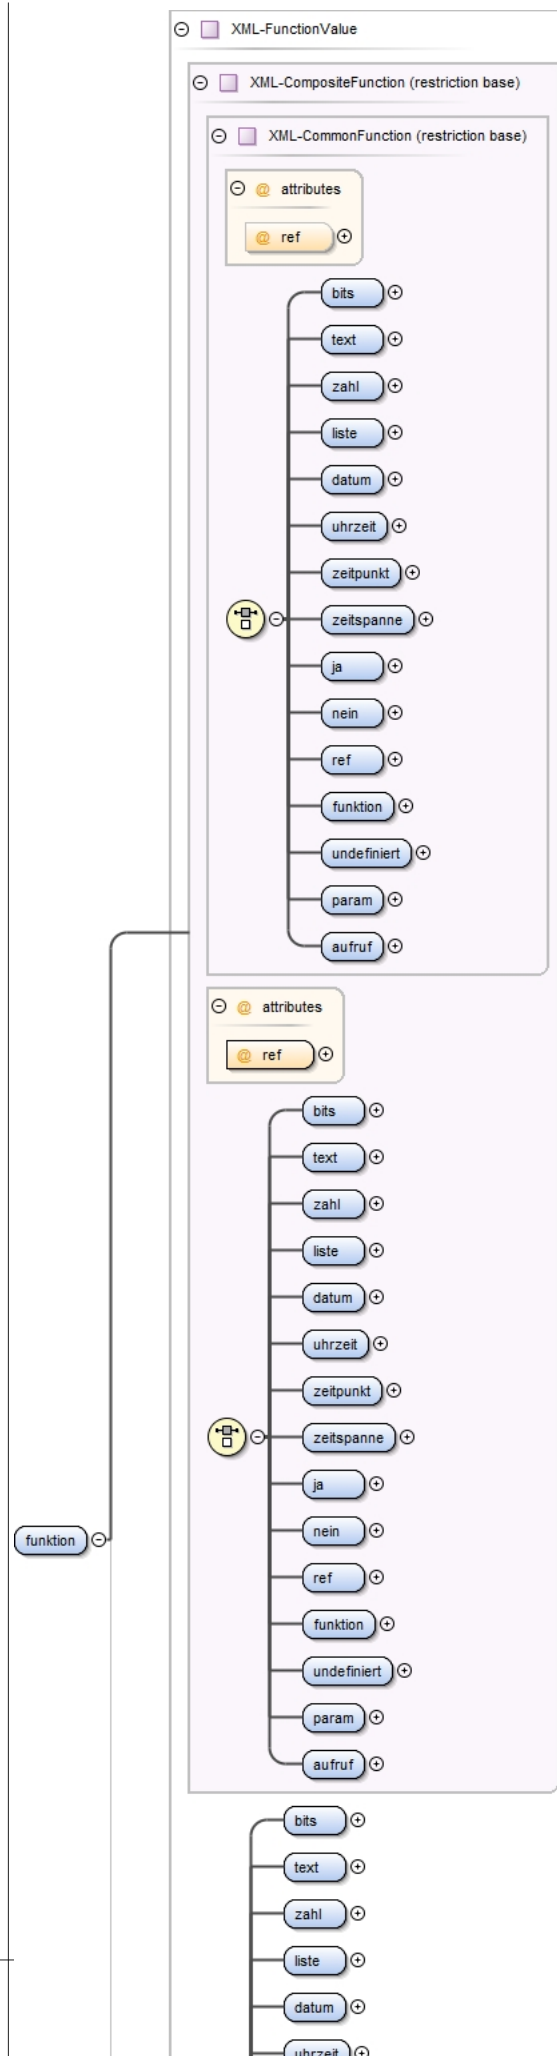 XML-FunctionValue
XML-CompositeFunction (restriction base)
XML-CommonFunction (restriction base)
@ attributes
@ ref
bits
text
zahl
liste
datum
uhrzeit
zeitpunkt
zeitspanne
ja
nein
ref
funktion
undefiniert
param
aufruf
@ attributes
@ ref
bits
text
zahl
liste
datum
uhrzeit
zeitpunkt
zeitspanne
ja
nein
funktion
ref
funktion
undefiniert
param
aufruf
bits
text
zahl
liste
datum
uhrzeit